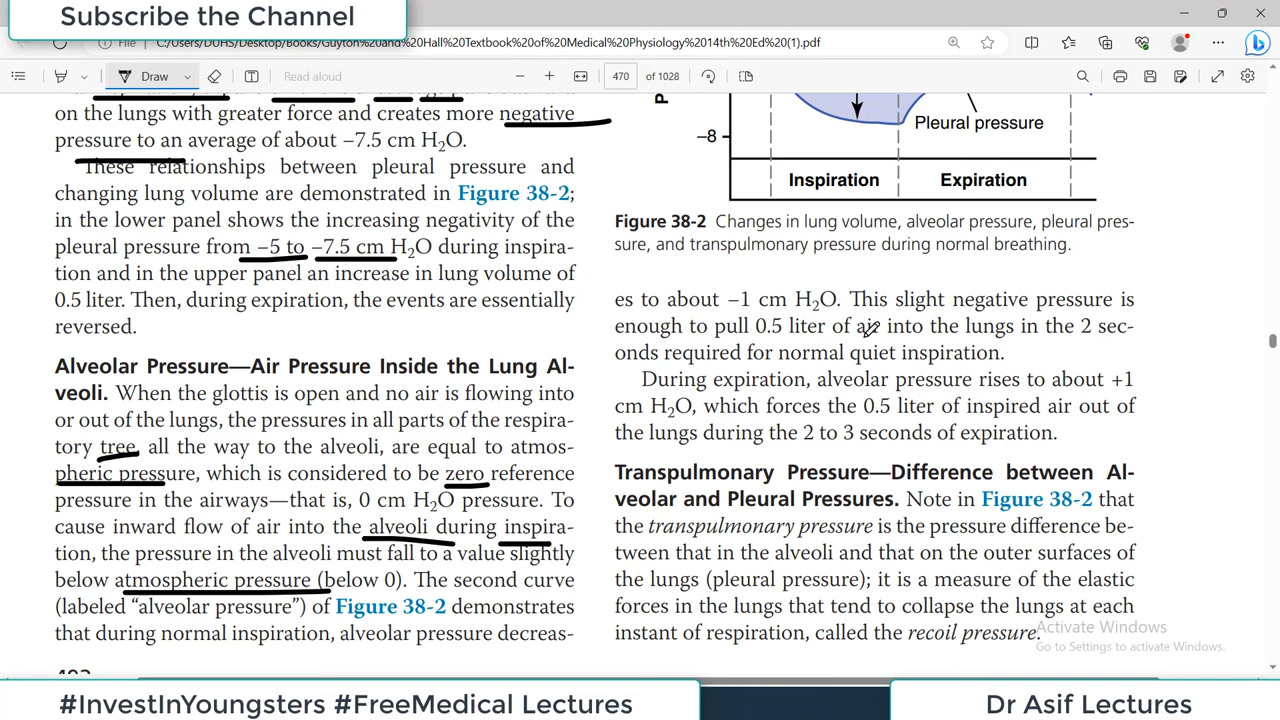 Subscribe the Channel
File
C:/Users/DUHS/Desktop/Books/Guyton%20and%20Hall%20Textbook%20of%20Medical%20Physiology%2014th%20Ed%20(1).pdf
Draw
Read aloud
470 of 1028
on the lungs with greater force and creates more negative
pressure to an average of about −7.5 cm H₂O.
These relationships between pleural pressure and
changing lung volume are demonstrated in Figure 38-2;
in the lower panel shows the increasing negativity of the
pleural pressure from −5 to −7.5 cm H₂O during inspira-
tion and in the upper panel an increase in lung volume of
0.5 liter. Then, during expiration, the events are essentially
reversed.
Alveolar Pressure—Air Pressure Inside the Lung Al-
veoli. When the glottis is open and no air is flowing into
or out of the lungs, the pressures in all parts of the respira-
tory tree, all the way to the alveoli, are equal to atmos-
pheric pressure, which is considered to be zero reference
pressure in the airways—that is, 0 cm H₂O pressure. To
cause inward flow of air into the alveoli during inspira-
tion, the pressure in the alveoli must fall to a value slightly
below atmospheric pressure (below 0). The second curve
(labeled “alveolar pressure”) of Figure 38-2 demonstrates
that during normal inspiration, alveolar pressure decreas-
P
−8
Pleural pressure
Inspiration
Expiration
Figure 38-2 Changes in lung volume, alveolar pressure, pleural pres-
sure, and transpulmonary pressure during normal breathing.
es to about −1 cm H₂O. This slight negative pressure is
enough to pull 0.5 liter of air into the lungs in the 2 sec-
onds required for normal quiet inspiration.
During expiration, alveolar pressure rises to about +1
cm H₂O, which forces the 0.5 liter of inspired air out of
the lungs during the 2 to 3 seconds of expiration.
Transpulmonary Pressure—Difference between Al-
veolar and Pleural Pressures. Note in Figure 38-2 that
the transpulmonary pressure is the pressure difference be-
tween that in the alveoli and that on the outer surfaces of
the lungs (pleural pressure); it is a measure of the elastic
forces in the lungs that tend to collapse the lungs at each
instant of respiration, called the recoil pressure.
Activate Windows
Go to Settings to activate Windows.
#InvestInYoungsters #FreeMedical Lectures
Dr Asif Lectures